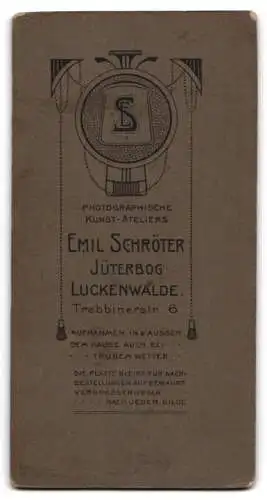 S
PHOTOGRAPHISCHE
KUNST-ATELIERS
EMIL SCHRÖTER
JÜTERBOG
LUCKENWALDE.
Trebbinerstr 6
AUFNAHMEN IN & AUSSER
DEM HAUSE AUCH BEI
TRÜBEM WETTER
DIE PLATTE BLEIBT FÜR NACH-
BESTELLUNGEN AUFBEWAHRT
VERGRÖSSERUNGEN
NACH JEDEM BILDE